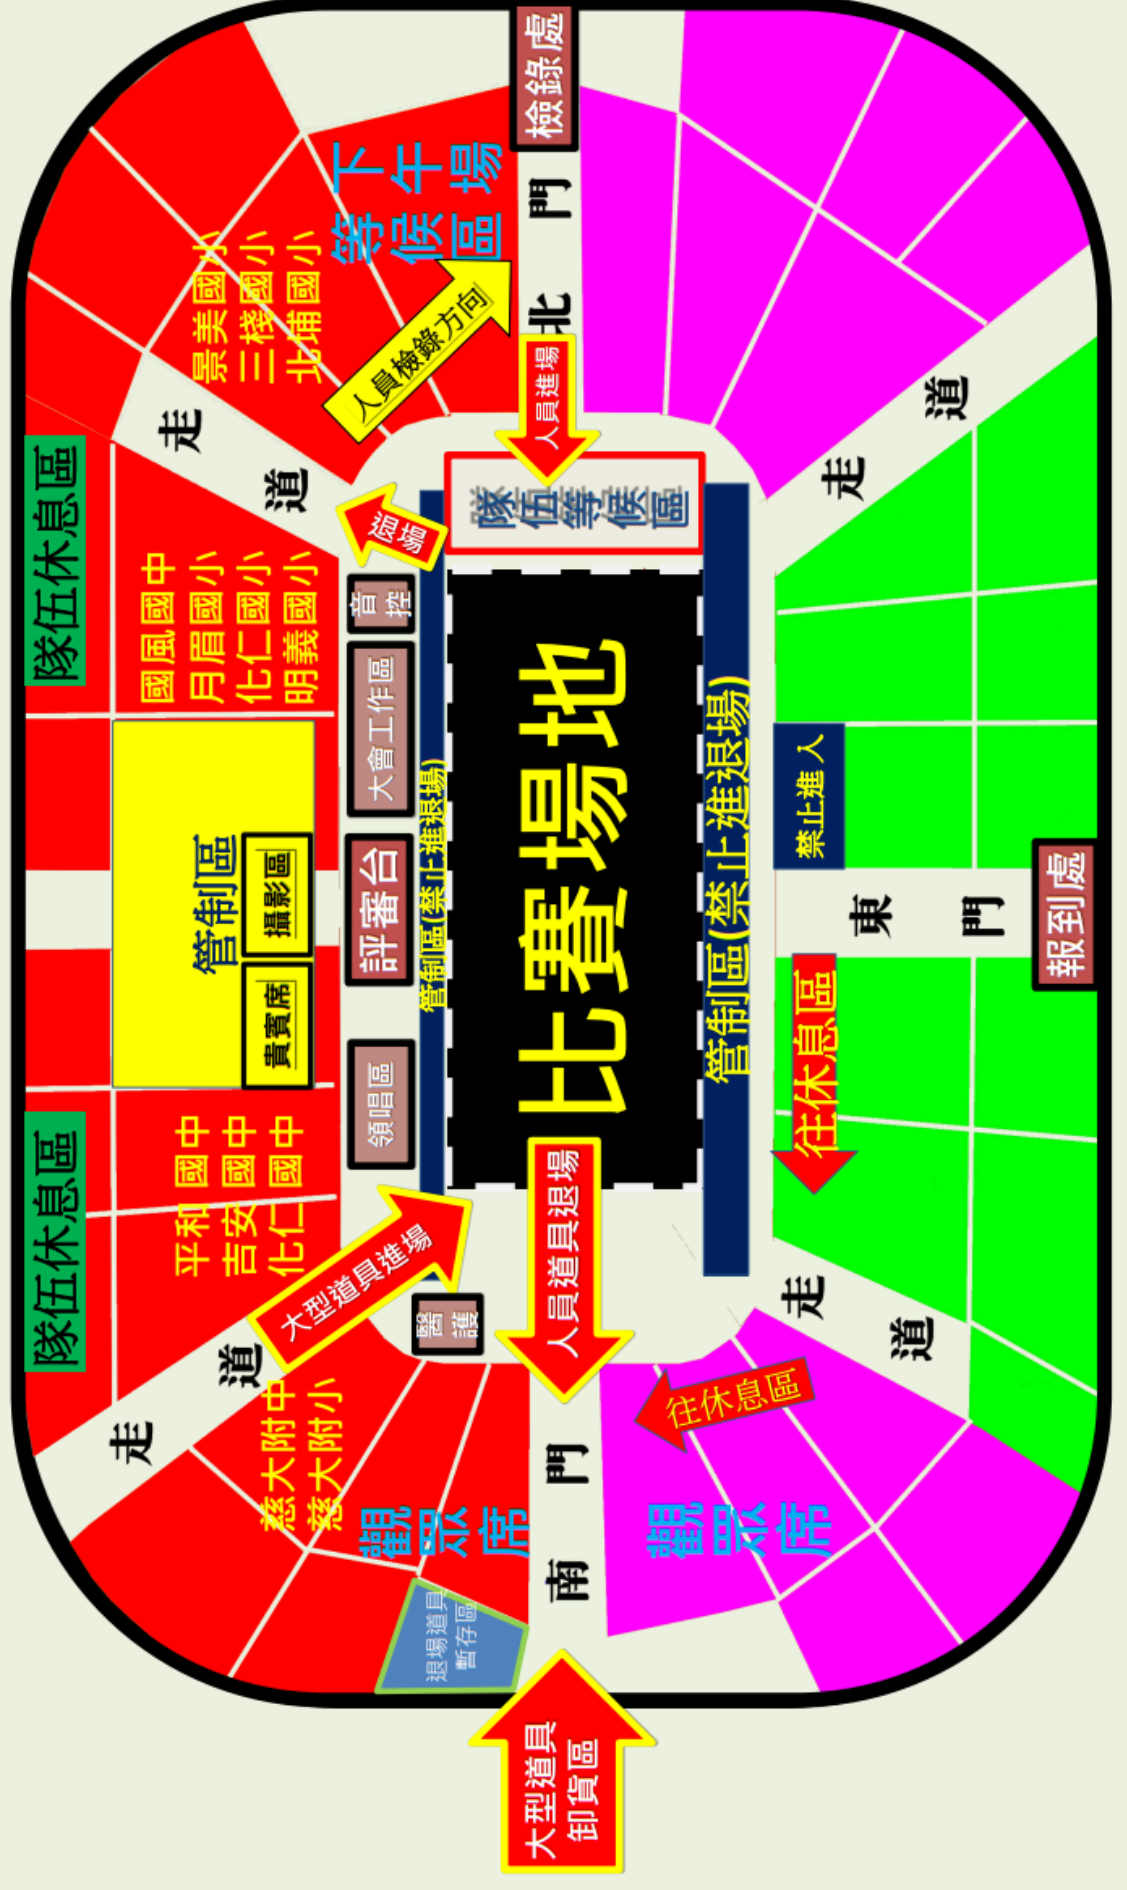 隊伍休息區
隊伍休息區
走道
走道
慈大附中
慈大附小
平和 國中
吉安 國中
化仁 國中
管制區
貴賓席
攝影區
國風國中
月眉國小
化仁國小
明義國小
景美國小
三棧國小
北埔國小
大型道具進場
領唱區
評審台
大會工作區
音控
退場
人員檢錄方向
下午場
等候區
觀眾席
退場道具
暫存區
醫護
管制區(禁止進退場)
大型道具
卸貨區
南門
人員道具退場
比賽場地
隊伍等候區
人員進場
北門
檢錄處
觀眾席
往休息區
管制區(禁止進退場)
往休息區
禁止進入
走道
東門
走道
報到處